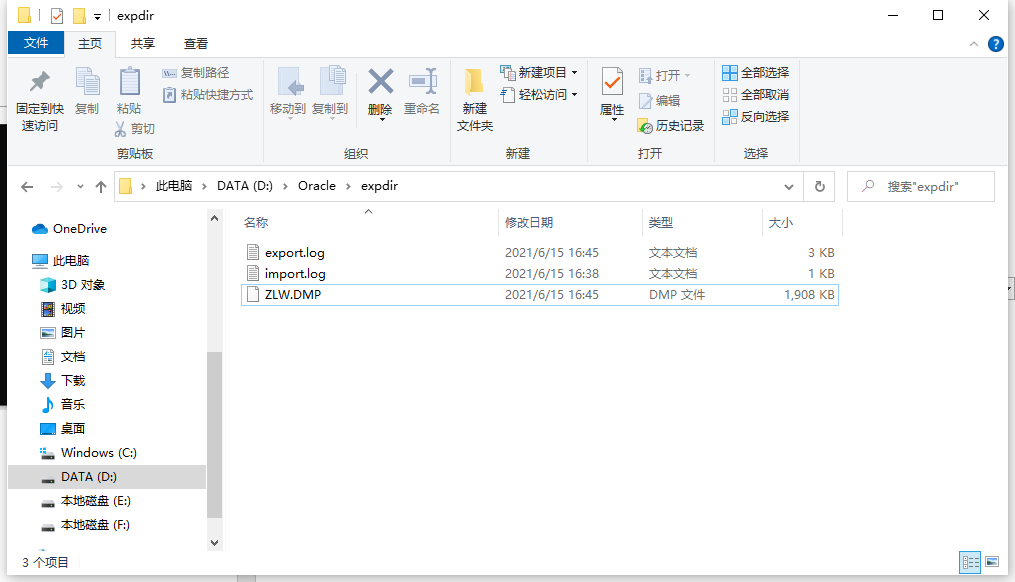 expdir
文件 主页 共享 查看
固定到快速访问 复制 粘贴 复制路径 粘贴快捷方式 剪切
移动到 复制到 删除 重命名
新建文件夹 新建项目 轻松访问
属性 打开 编辑 历史记录
全部选择 全部取消 反向选择
剪贴板 组织 新建 打开 选择
此电脑 DATA (D:) Oracle expdir
搜索"expdir"
名称 修改日期 类型 大小
export.log 2021/6/15 16:45 文本文档 3 KB
import.log 2021/6/15 16:38 文本文档 1 KB
ZLW.DMP 2021/6/15 16:45 DMP 文件 1,908 KB
OneDrive
此电脑
3D 对象
视频
图片
文档
下载
音乐
桌面
Windows (C:)
DATA (D:)
本地磁盘 (E:)
本地磁盘 (F:)
3 个项目